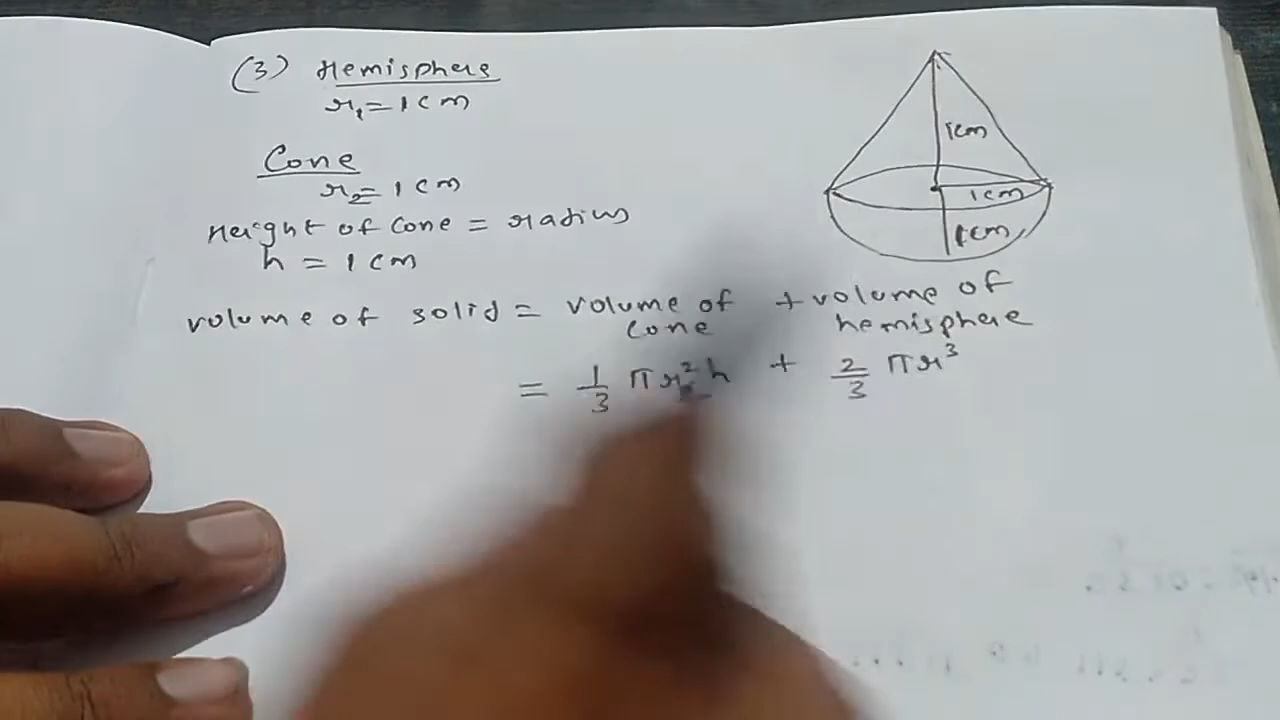 (3) Hemisphere
r₁ = 1 cm
Cone
r₂ = 1 cm
Height of Cone = radius
h = 1 cm
volume of solid = volume of cone + volume of hemisphere
= 1/3 πr₂²h + 2/3 πr³
1cm
1cm
1cm